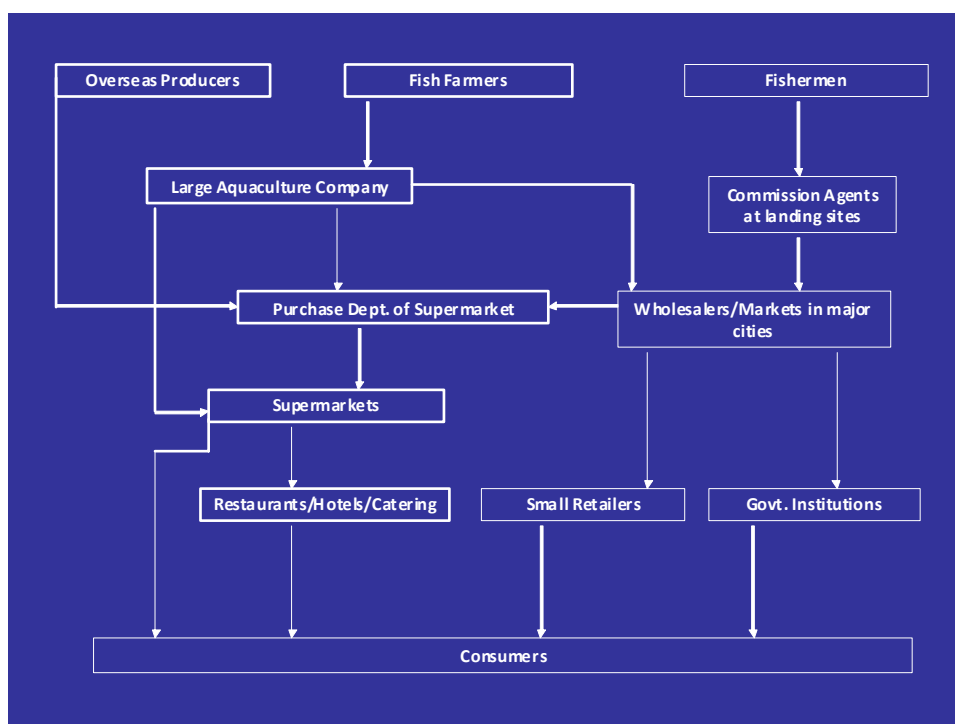 Overseas Producers
Fish Farmers
Fishermen
Large Aquaculture Company
Commission Agents
at landing sites
Purchase Dept. of Supermarket
Wholesalers/Markets in major
cities
Supermarkets
Restaurants/Hotels/Catering
Small Retailers
Govt. Institutions
Consumers